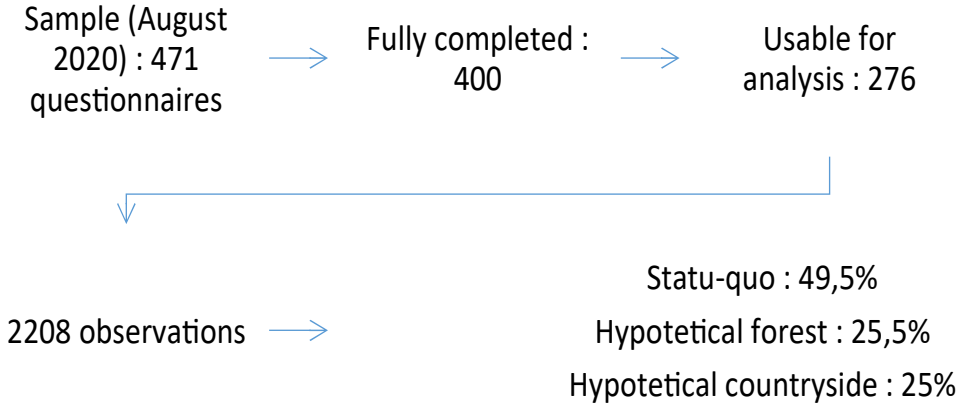 Sample (August
2020) : 471
questionnaires
Fully completed :
400
Usable for
analysis : 276
2208 observations
Statu-quo : 49,5%
Hypotetical forest : 25,5%
Hypotetical countryside : 25%